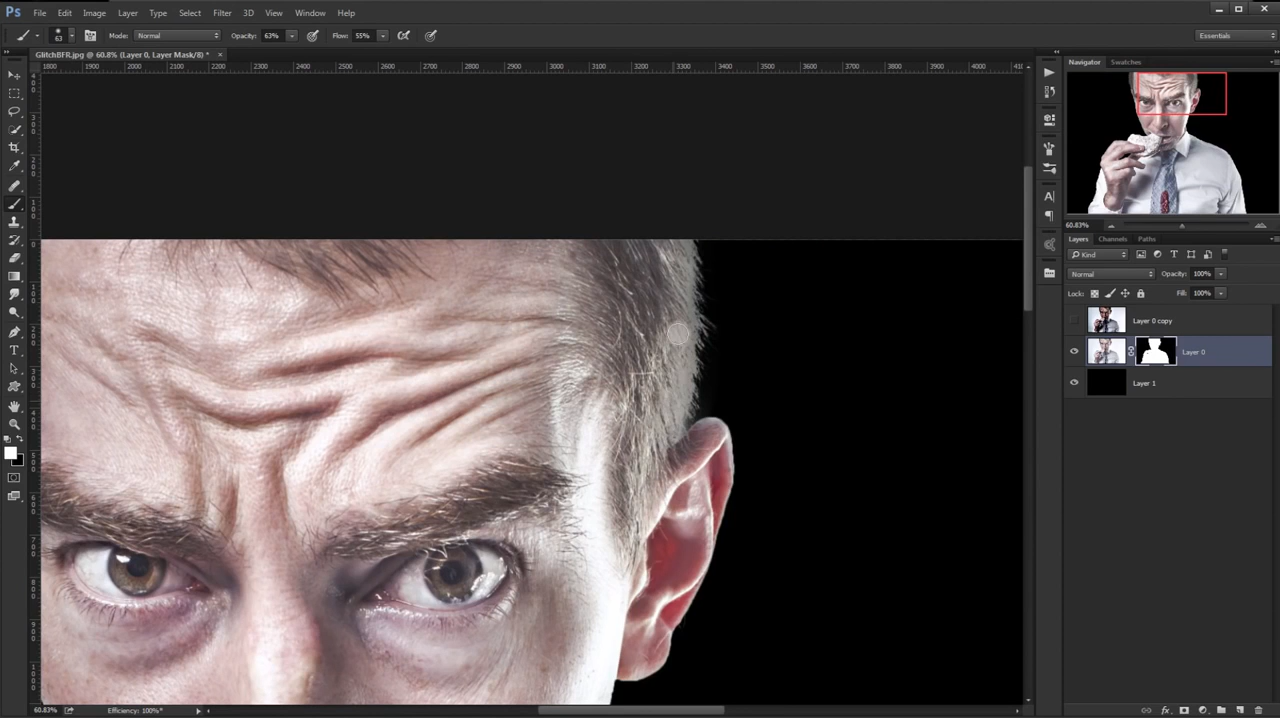 Ps File Edit Image Layer Type Select Filter 3D View Window Help
63 Mode: Normal Opacity: 63% Flow: 55% Essentials
GlitchBFR.jpg @ 60.8% (Layer 0, Layer Mask/8) * ×
1800 1900 2000 2100 2200 2300 2400 2500 2600 2700 2800 2900 3000 3100 3200 3300 3400 3500 3600 3700 3800 3900 4000
Navigator Swatches
60.83%
Layers Channels Paths
Kind
Normal Opacity: 100%
Lock: Fill: 100%
Layer 0 copy
Layer 0
Layer 1
60.83% Efficiency: 100%*